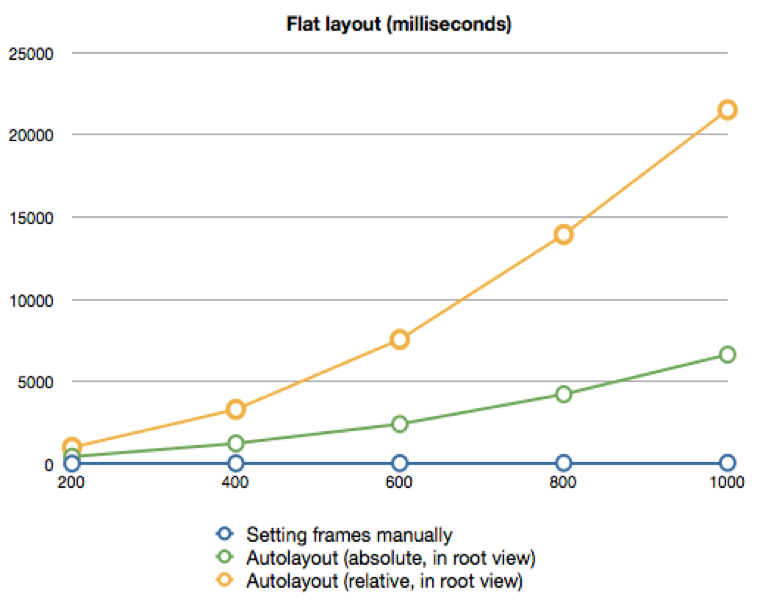 Flat layout (milliseconds)
25000
20000
15000
10000
5000
0
200 400 600 800 1000
Setting frames manually
Autolayout (absolute, in root view)
Autolayout (relative, in root view)